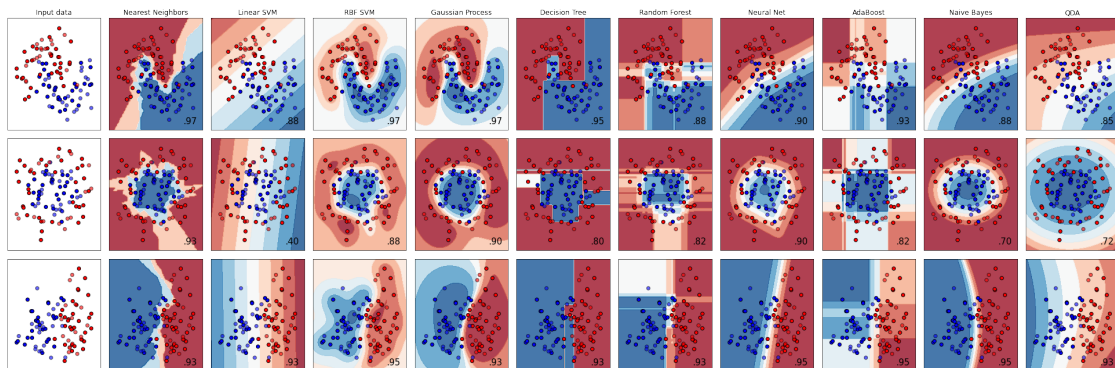 Input data Nearest Neighbors Linear SVM RBF SVM Gaussian Process Decision Tree Random Forest Neural Net AdaBoost Naive Bayes QDA
.97 .88 .97 .97 .95 .88 .90 .93 .88 .85
.93 .40 .88 .90 .80 .82 .90 .82 .70 .72
.93 .93 .95 .93 .93 .93 .95 .95 .95 .93